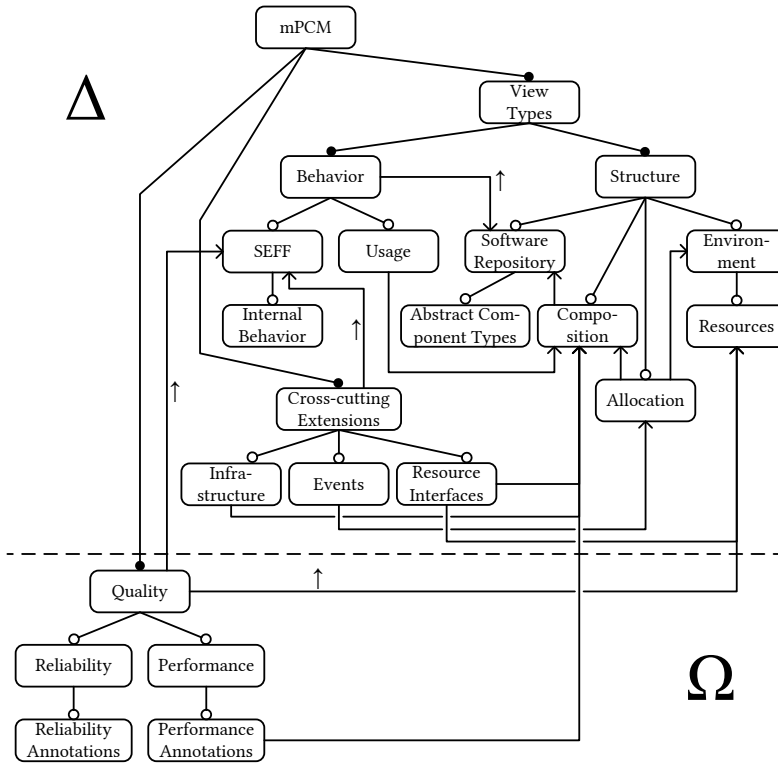 mPCM
Δ
View
Types
Behavior
Structure
↑
SEFF
Usage
Software
Repository
Environ-
ment
Internal
Behavior
↑
Abstract Com-
ponent Types
Compo-
sition
Resources
↑
Cross-cutting
Extensions
Allocation
Infra-
structure
Events
Resource
Interfaces
Quality
↑
Reliability
Performance
Ω
Reliability
Annotations
Performance
Annotations